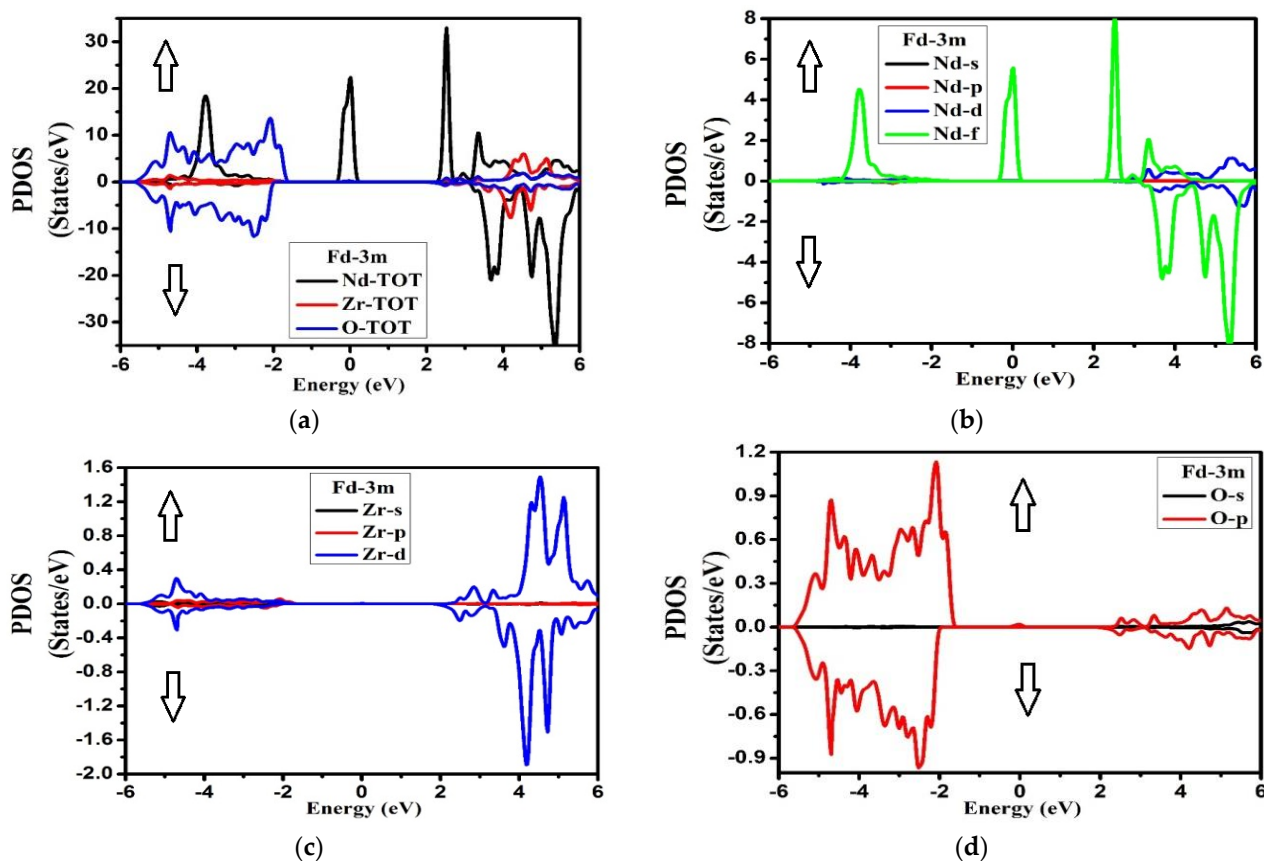 PDOS
(States/eV)
30
20
10
0
-10
-20
-30
Fd-3m
Nd-TOT
Zr-TOT
O-TOT
-6 -4 -2 0 2 4 6
Energy (eV)
(a)
PDOS
(States/eV)
8
6
4
2
0
-2
-4
-6
-8
Fd-3m
Nd-s
Nd-p
Nd-d
Nd-f
-6 -4 -2 0 2 4 6
Energy (eV)
(b)
PDOS
(States/eV)
1.6
1.2
0.8
0.4
0.0
-0.4
-0.8
-1.2
-1.6
-2.0
Fd-3m
Zr-s
Zr-p
Zr-d
-6 -4 -2 0 2 4 6
Energy (eV)
(c)
PDOS
(States/eV)
1.2
0.9
0.6
0.3
0.0
-0.3
-0.6
-0.9
Fd-3m
O-s
O-p
-6 -4 -2 0 2 4 6
Energy (eV)
(d)